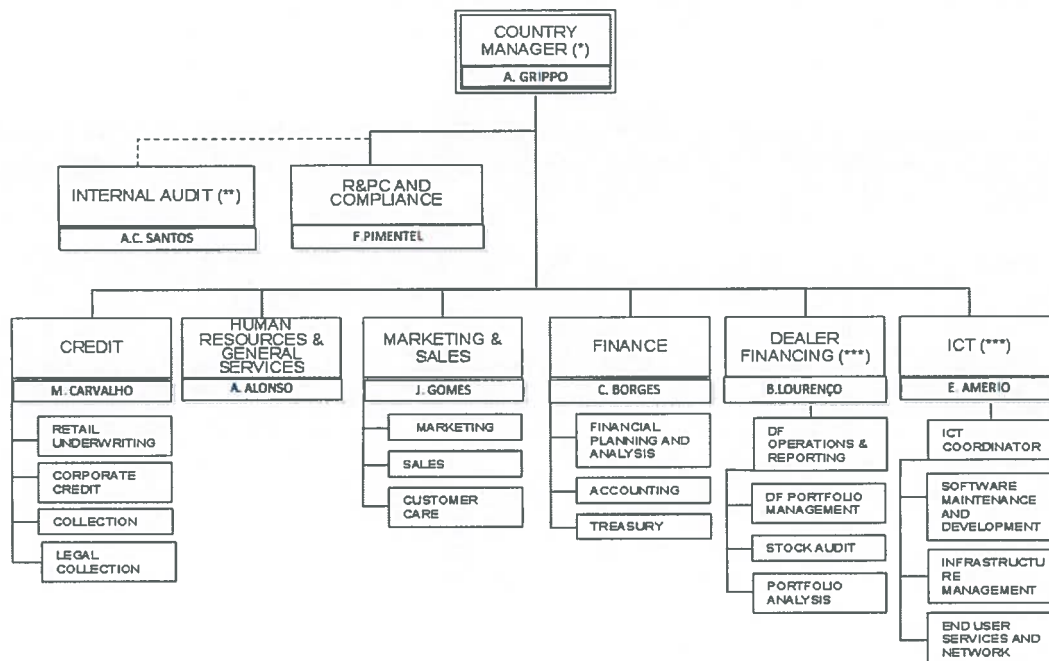 COUNTRY
MANAGER (*)
A. GRIPPO
INTERNAL AUDIT (**)
A.C. SANTOS
R&PC AND
COMPLIANCE
F.PIMENTEL
CREDIT
M. CARVALHO
RETAIL
UNDERWRITING
CORPORATE
CREDIT
COLLECTION
LEGAL
COLLECTION
HUMAN
RESOURCES &
GENERAL
SERVICES
A. ALONSO
MARKETING &
SALES
J. GOMES
MARKETING
SALES
CUSTOMER
CARE
FINANCE
C. BORGES
FINANCIAL
PLANNING AND
ANALYSIS
ACCOUNTING
TREASURY
DEALER
FINANCING (***)
B.LOURENÇO
DF
OPERATIONS &
REPORTING
DF PORTFOLIO
MANAGEMENT
STOCK AUDIT
PORTFOLIO
ANALYSIS
ICT (***)
E. AMERIO
ICT
COORDINATOR
SOFTWARE
MAINTENANCE
AND
DEVELOPMENT
INFRASTRUCTU
RE
MANAGEMENT
END USER
SERVICES AND
NETWORK